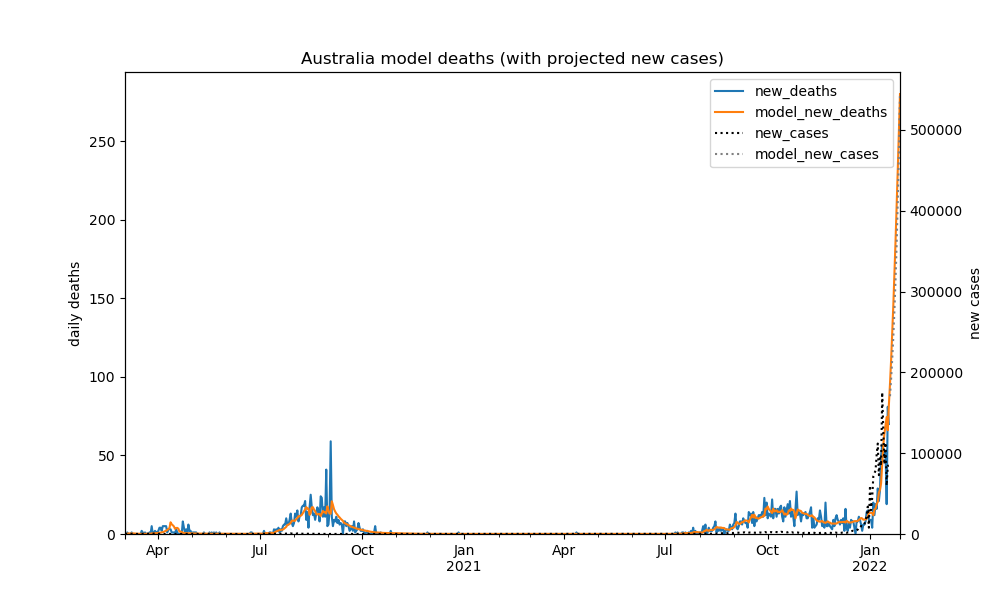 Australia model deaths (with projected new cases)
new_deaths
model_new_deaths
new_cases
model_new_cases
daily deaths
250
200
150
100
50
0
new cases
500000
400000
300000
200000
100000
0
Apr
Jul
Oct
Jan
2021
Apr
Jul
Oct
Jan
2022